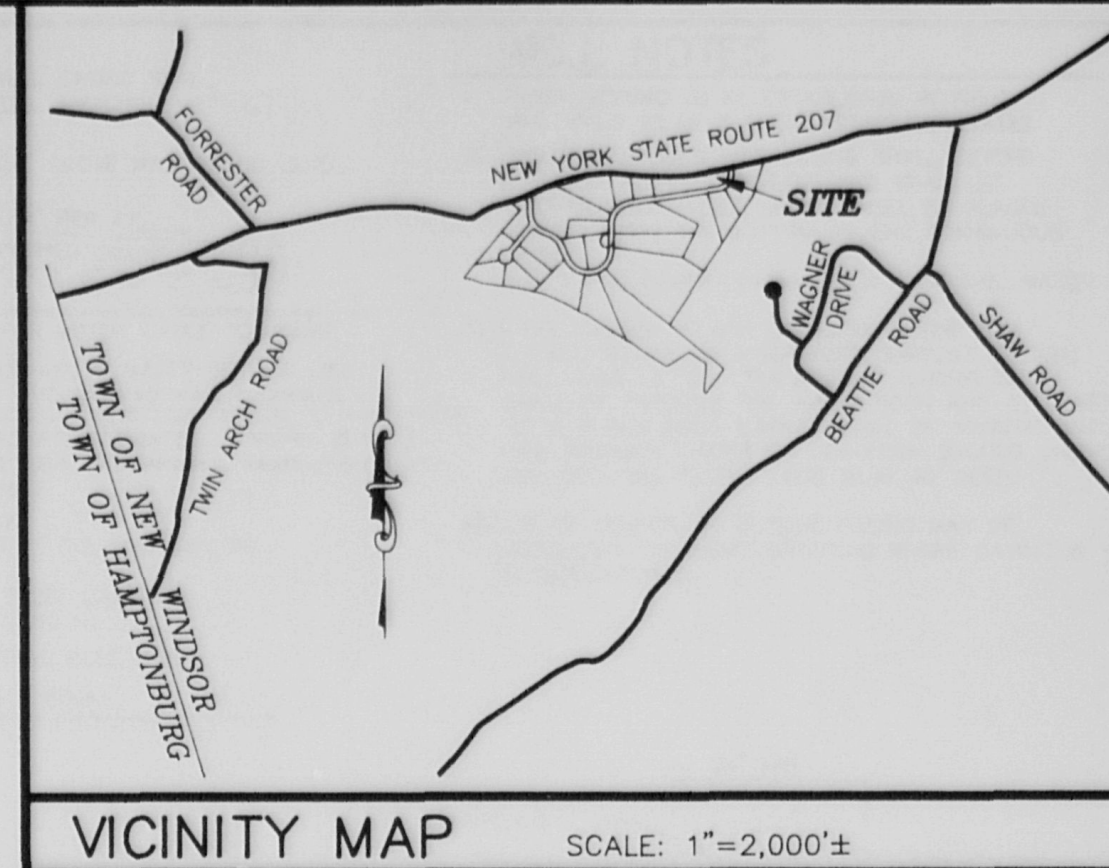 FORRESTER
ROAD
NEW YORK STATE ROUTE 207
SITE
WAGNER
DRIVE
BEATTIE ROAD
SHAW ROAD
TWIN ARCH ROAD
TOWN OF NEW WINDSOR
TOWN OF HAMPTONBURG
VICINITY MAP
SCALE: 1"=2,000'±